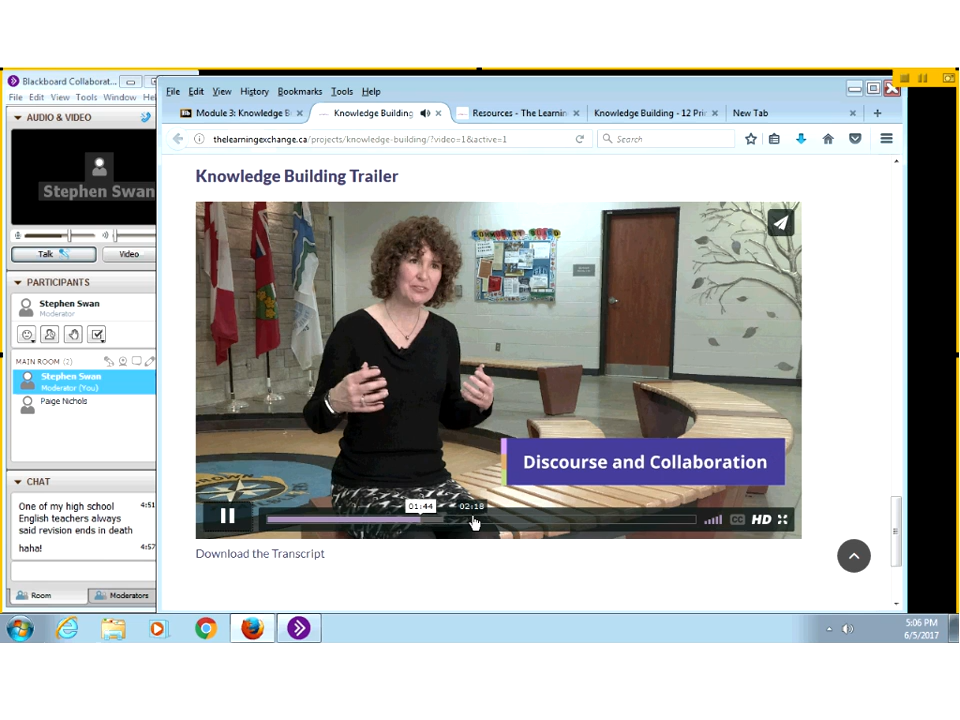 Blackboard Collaborat...
File Edit View Tools Window Hel
AUDIO & VIDEO
Stephen Swan
Talk
Video
PARTICIPANTS
Stephen Swan
Moderator
MAIN ROOM (2)
Stephen Swan
Moderator (You)
Paige Nichols
CHAT
One of my high school 4:51
English teachers always
said revision ends in death
haha! 4:57
Room
Moderators
File Edit View History Bookmarks Tools Help
Module 3: Knowledge B
Knowledge Building
Resources - The Learnin
Knowledge Building - 12 Prin
New Tab
thelearningexchange.ca/projects/knowledge-building/?video=1&active=1
Search
Knowledge Building Trailer
Discourse and Collaboration
01:44
02:18
CC
HD
Download the Transcript
5:06 PM
6/5/2017